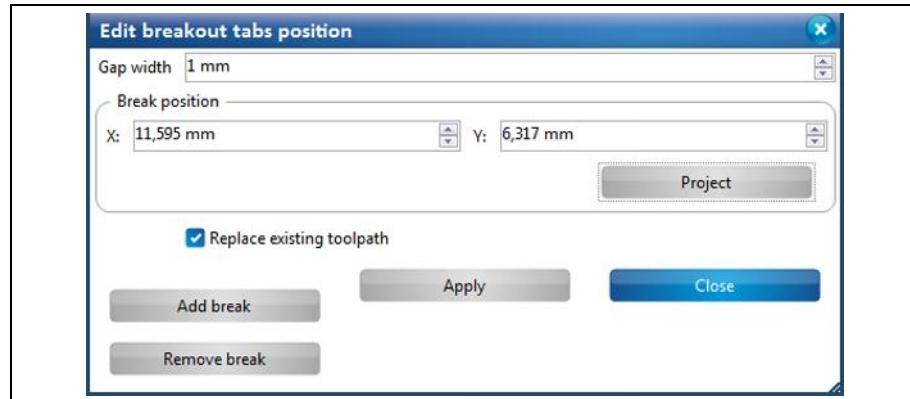 Edit breakout tabs position
Gap width 1 mm
Break position
X: 11,595 mm Y: 6,317 mm
Project
Replace existing toolpath
Apply Close
Add break
Remove break